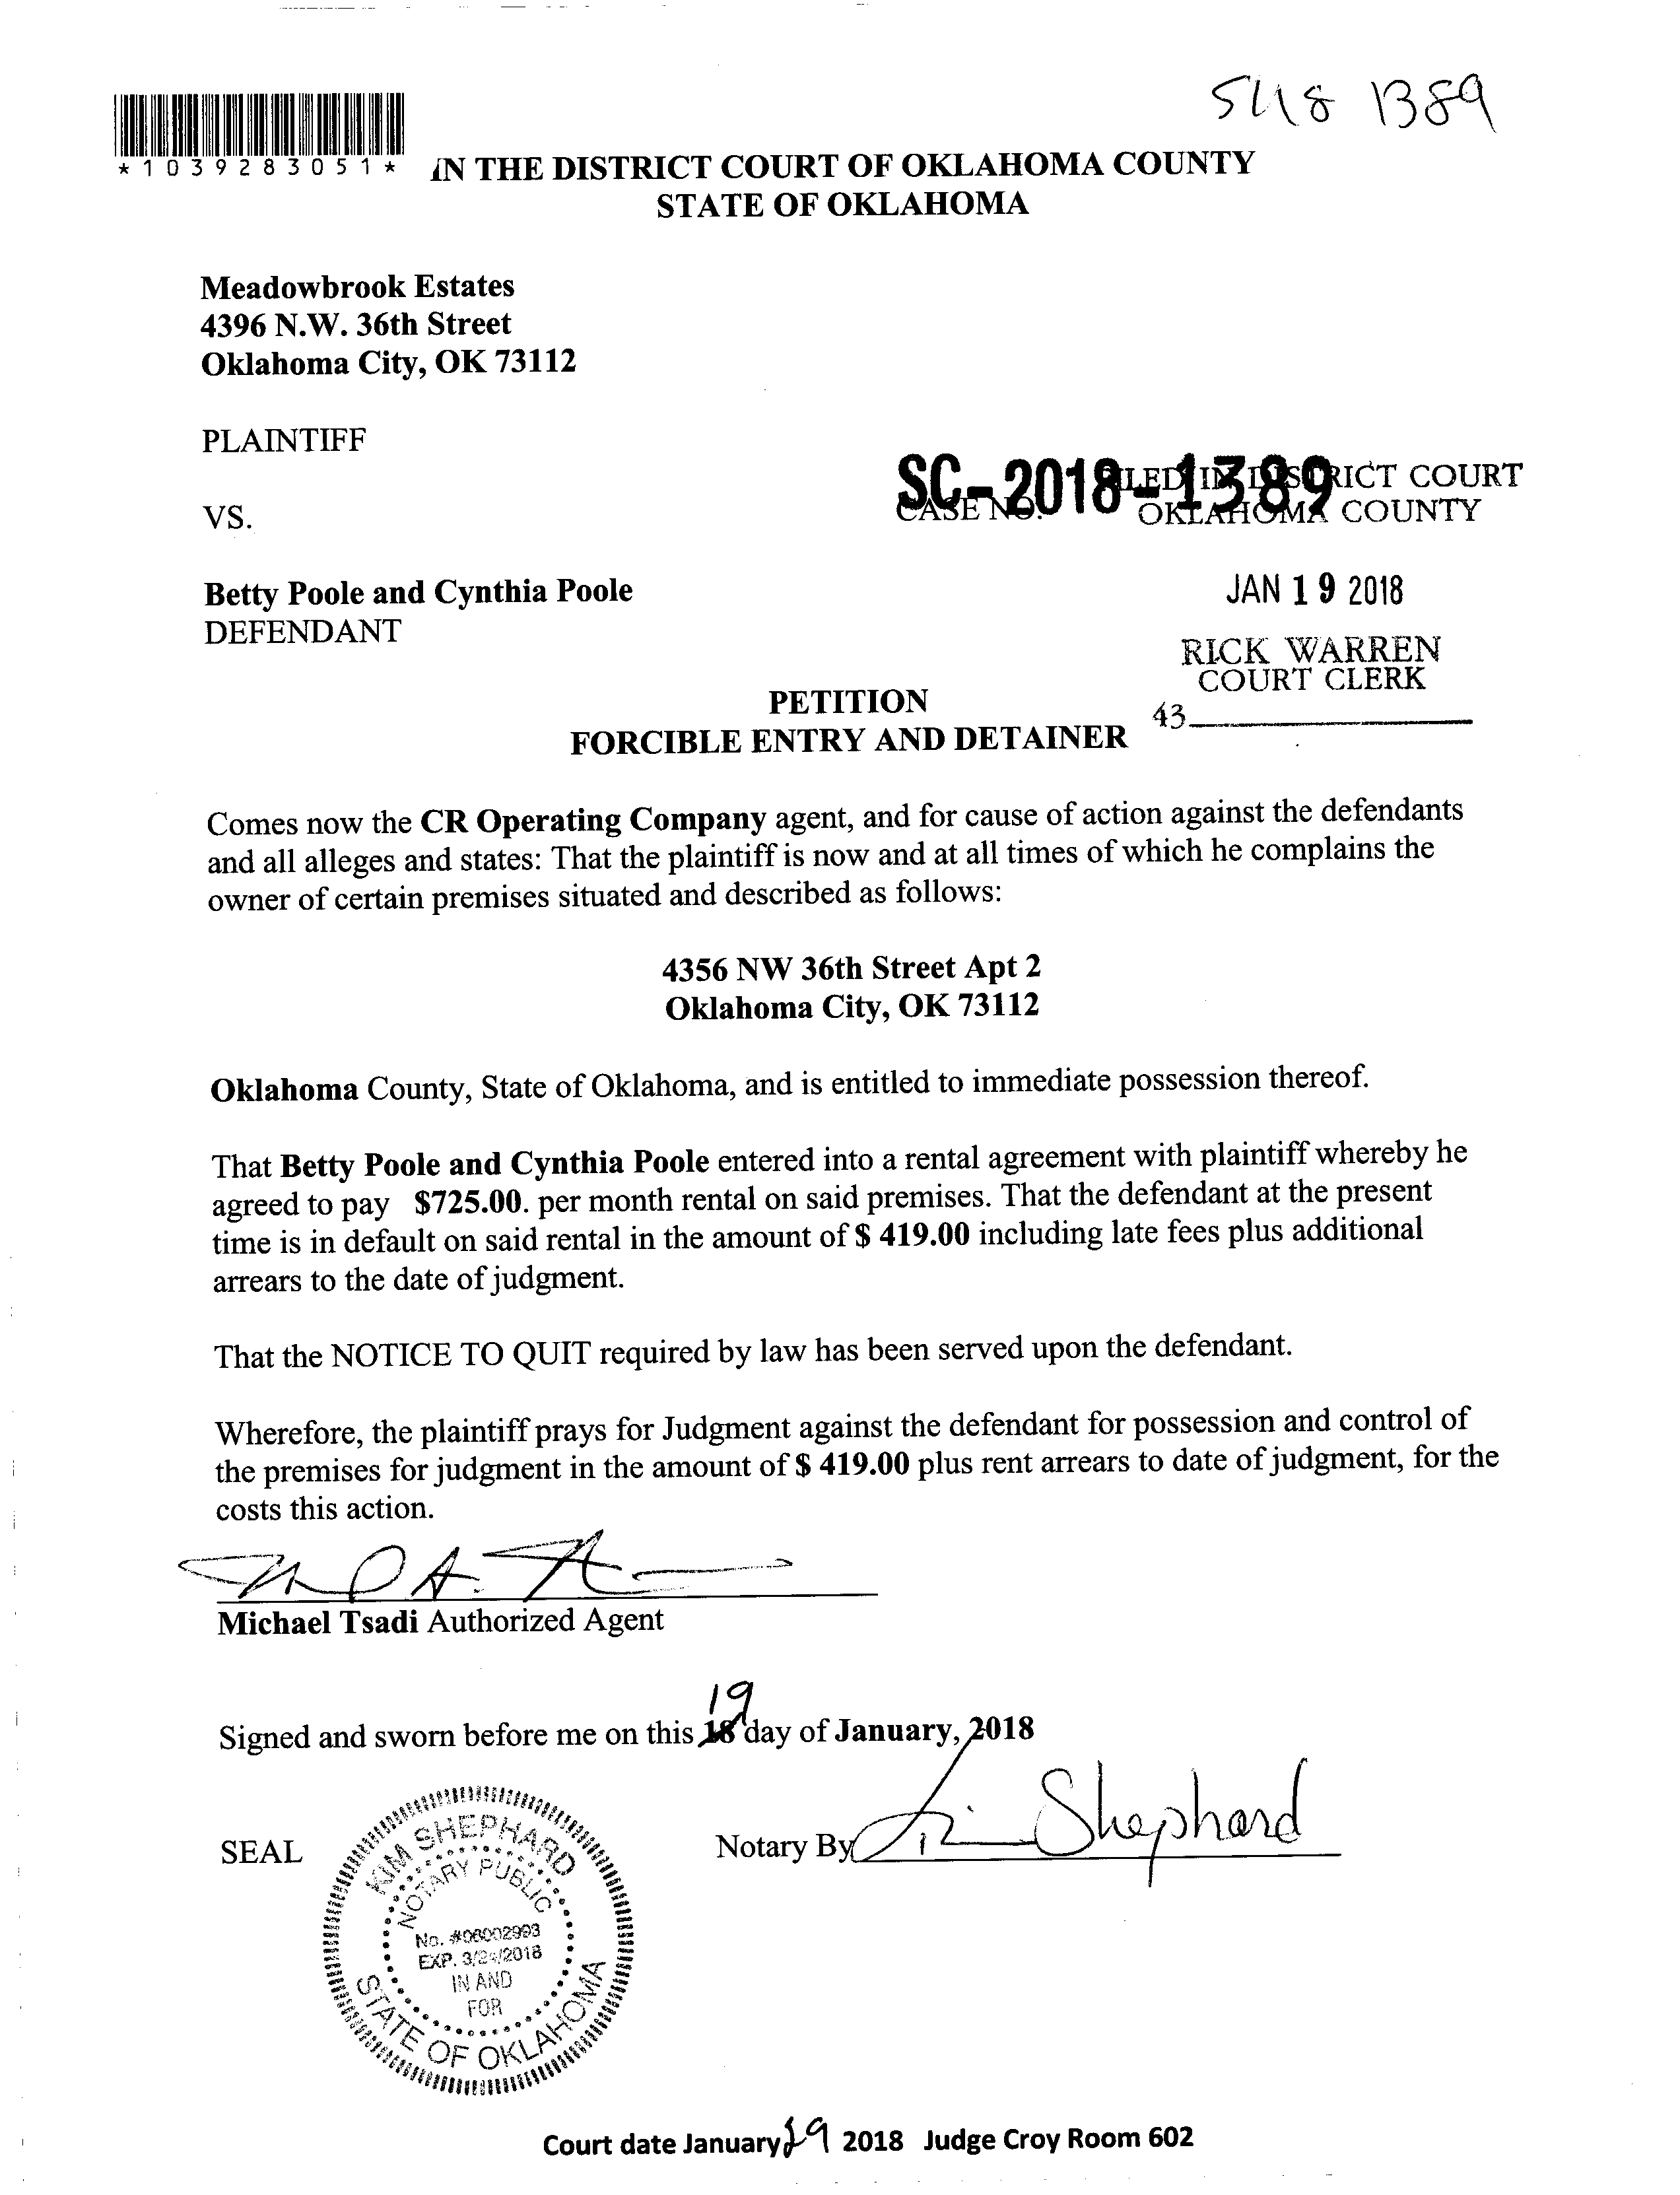 1389
*1039283051*
IN THE DISTRICT COURT OF OKLAHOMA COUNTY
STATE OF OKLAHOMA
Meadowbrook Estates
4396 N.W. 36th Street
Oklahoma City, OK 73112
PLAINTIFF
SC-2018-1389
CASE NO.
FILED IN DISTRICT COURT
OKLAHOMA COUNTY
VS.
Betty Poole and Cynthia Poole
DEFENDANT
JAN 19 2018
RICK WARREN
COURT CLERK
43
PETITION
FORCIBLE ENTRY AND DETAINER
Comes now the CR Operating Company agent, and for cause of action against the defendants
and all alleges and states: That the plaintiff is now and at all times of which he complains the
owner of certain premises situated and described as follows:
4356 NW 36th Street Apt 2
Oklahoma City, OK 73112
Oklahoma County, State of Oklahoma, and is entitled to immediate possession thereof.
That Betty Poole and Cynthia Poole entered into a rental agreement with plaintiff whereby he
agreed to pay $725.00. per month rental on said premises. That the defendant at the present
time is in default on said rental in the amount of $ 419.00 including late fees plus additional
arrears to the date of judgment.
That the NOTICE TO QUIT required by law has been served upon the defendant.
Wherefore, the plaintiff prays for Judgment against the defendant for possession and control of
the premises for judgment in the amount of $ 419.00 plus rent arrears to date of judgment, for the
costs this action.
Michael Tsadi Authorized Agent
19
Signed and sworn before me on this 18 day of January, 2018
SEAL
KIM SHEPHARD
NOTARY PUBLIC
No. #06002993
EXP. 2018
IN AND
FOR
STATE OF OKLAHOMA
Notary By Kim Shephard
Court date January 29 2018 Judge Croy Room 602